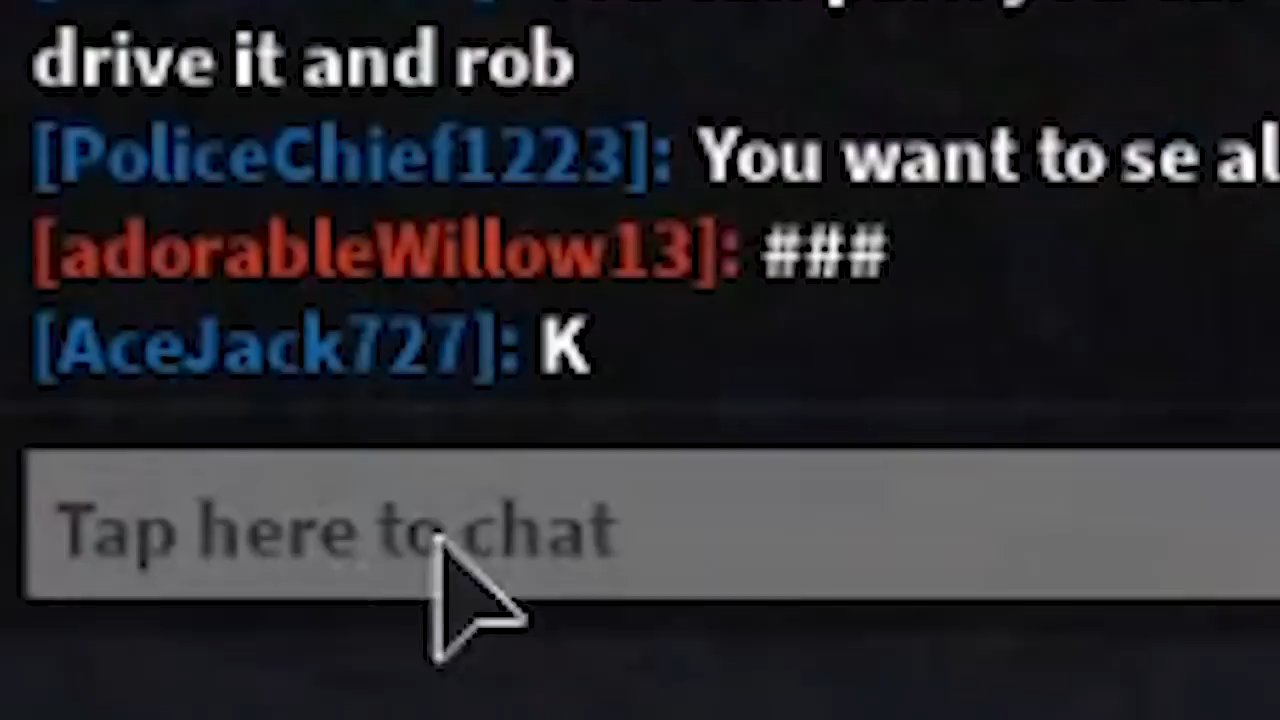 drive it and rob
[PoliceChief1223]: You want to se al
[adorableWillow13]: ###
[AceJack727]: K
Tap here to chat